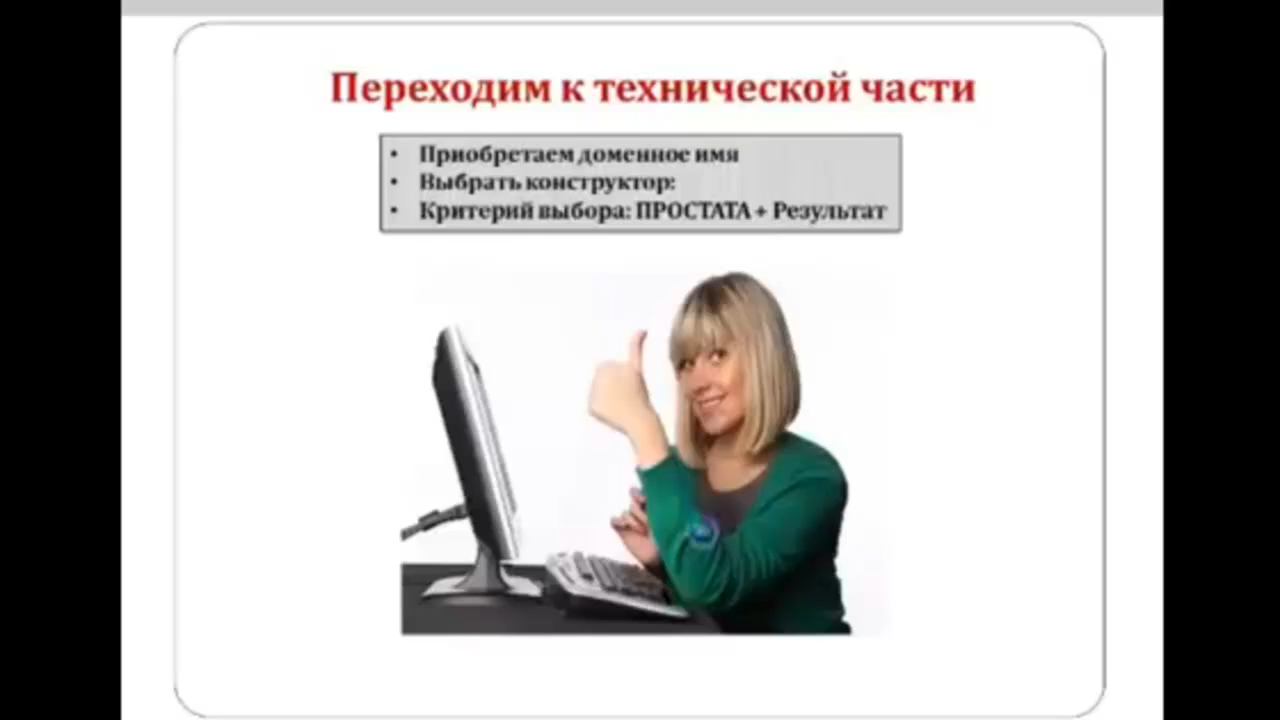 Переходим к технической части
• Приобретаем доменное имя
• Выбрать конструктор:
• Критерий выбора: ПРОСТАТА + Результат